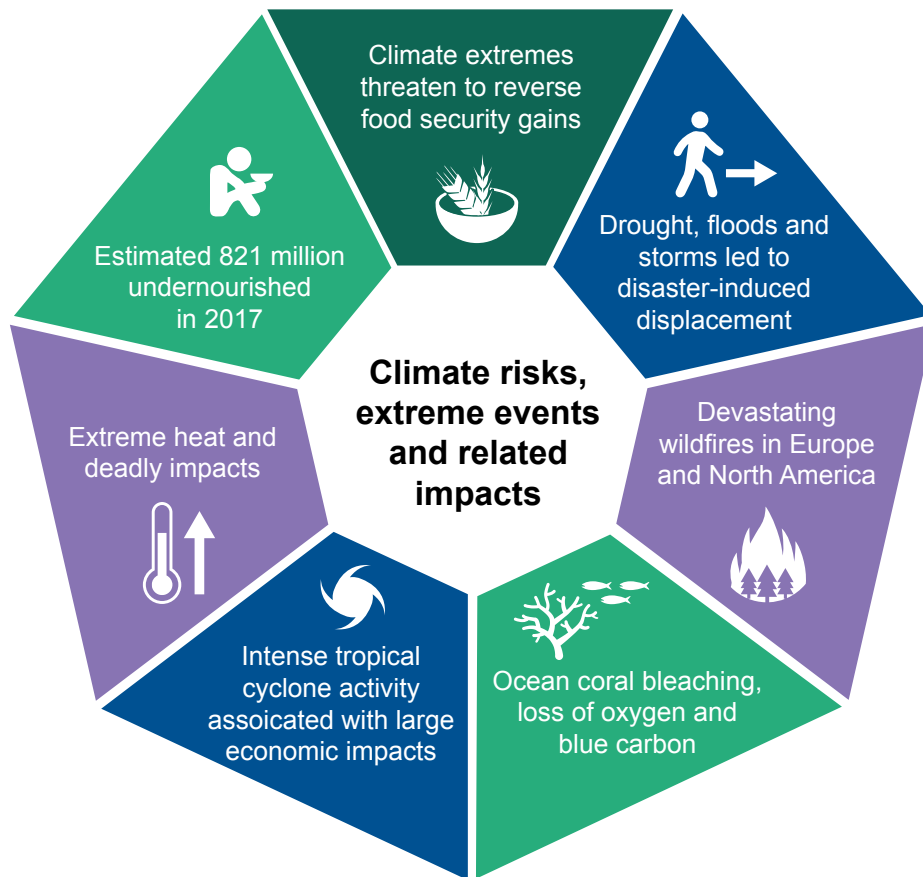 Climate extremes
threaten to reverse
food security gains
Drought, floods and
storms led to
disaster-induced
displacement
Devastating
wildfires in Europe
and North America
Ocean coral bleaching,
loss of oxygen and
blue carbon
Intense tropical
cyclone activity
assoicated with large
economic impacts
Extreme heat and
deadly impacts
Estimated 821 million
undernourished
in 2017
Climate risks,
extreme events
and related
impacts